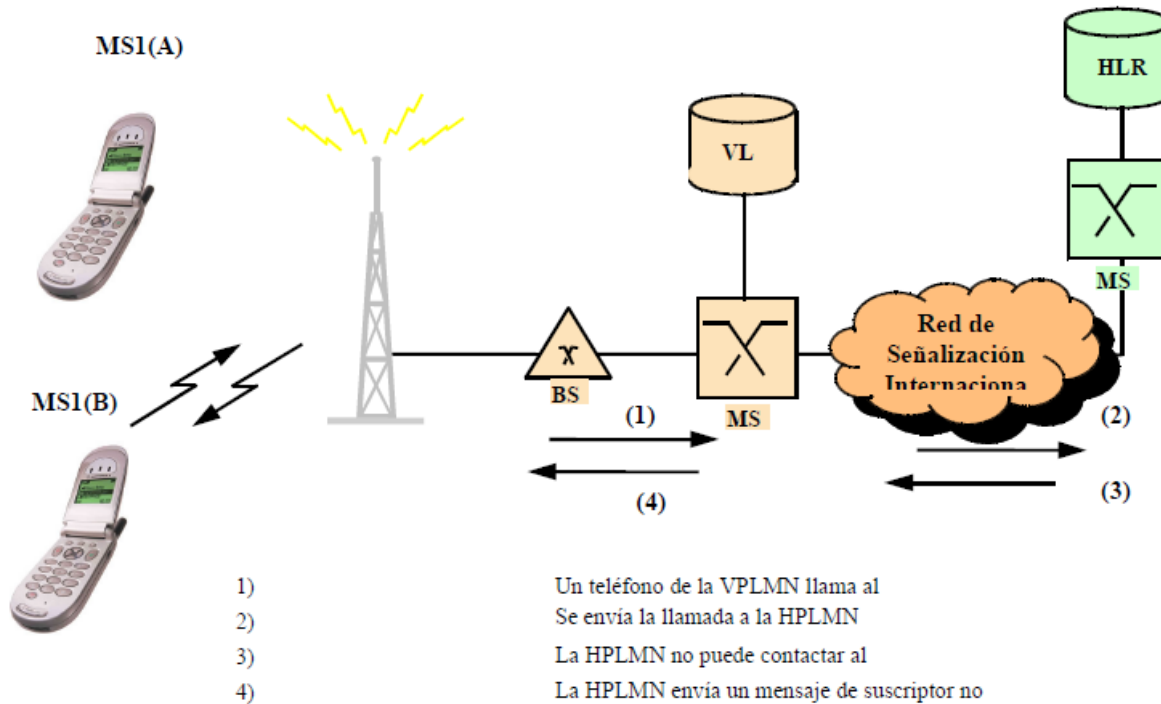 MS1(A)
HLR
VL
MS
Red de
Señalización
Internaciona
MS1(B)
BS
(1)
MS
(2)
(4)
(3)
1) Un teléfono de la VPLMN llama al
2) Se envía la llamada a la HPLMN
3) La HPLMN no puede contactar al
4) La HPLMN envía un mensaje de suscriptor no